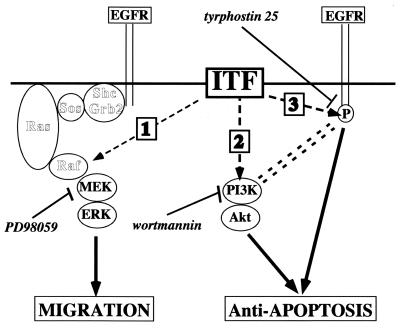 EGFR
tyrphostin 25
EGFR
ITF
Shc
Grb2
Sos
Ras
Raf
1
2
3
P
MEK
ERK
PD98059
PI3K
Akt
wortmannin
MIGRATION
Anti-APOPTOSIS